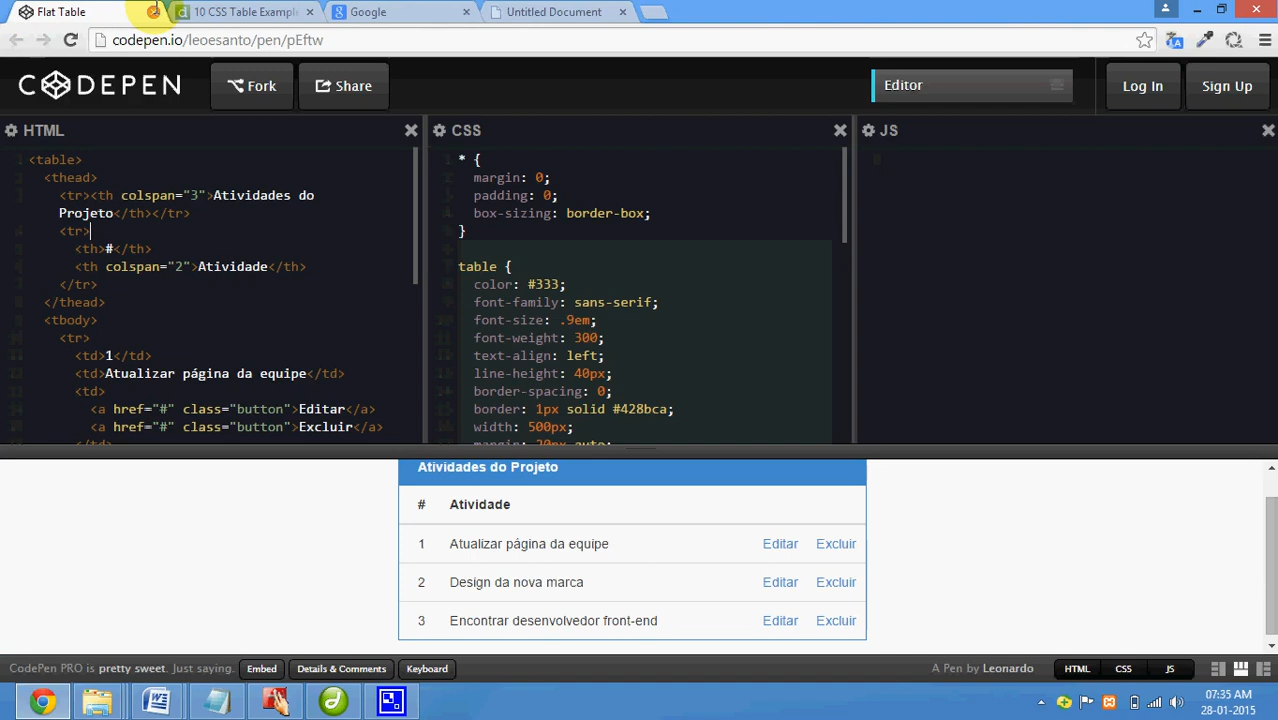 Flat Table
10 CSS Table Example
Google
Untitled Document
codepen.io/leoesanto/pen/pEftw
CODEPEN
Fork
Share
Editor
Log In
Sign Up
HTML
<table>
<thead>
<tr><th colspan="3">Atividades do
Projeto</th></tr>
<tr>
<th>#</th>
<th colspan="2">Atividade</th>
</tr>
</thead>
<tbody>
<tr>
<td>1</td>
<td>Atualizar página da equipe</td>
<td>
<a href="#" class="button">Editar</a>
<a href="#" class="button">Excluir</a>
</td>
CSS
* {
margin: 0;
padding: 0;
box-sizing: border-box;
}
table {
color: #333;
font-family: sans-serif;
font-size: .9em;
font-weight: 300;
text-align: left;
line-height: 40px;
border-spacing: 0;
border: 1px solid #428bca;
width: 500px;
margin: 20px auto;
JS
Atividades do Projeto
# Atividade
1 Atualizar página da equipe Editar Excluir
2 Design da nova marca Editar Excluir
3 Encontrar desenvolvedor front-end Editar Excluir
CodePen PRO is pretty sweet. Just saying.
Embed
Details & Comments
Keyboard
A Pen by Leonardo
HTML
CSS
JS
07:35 AM
28-01-2015